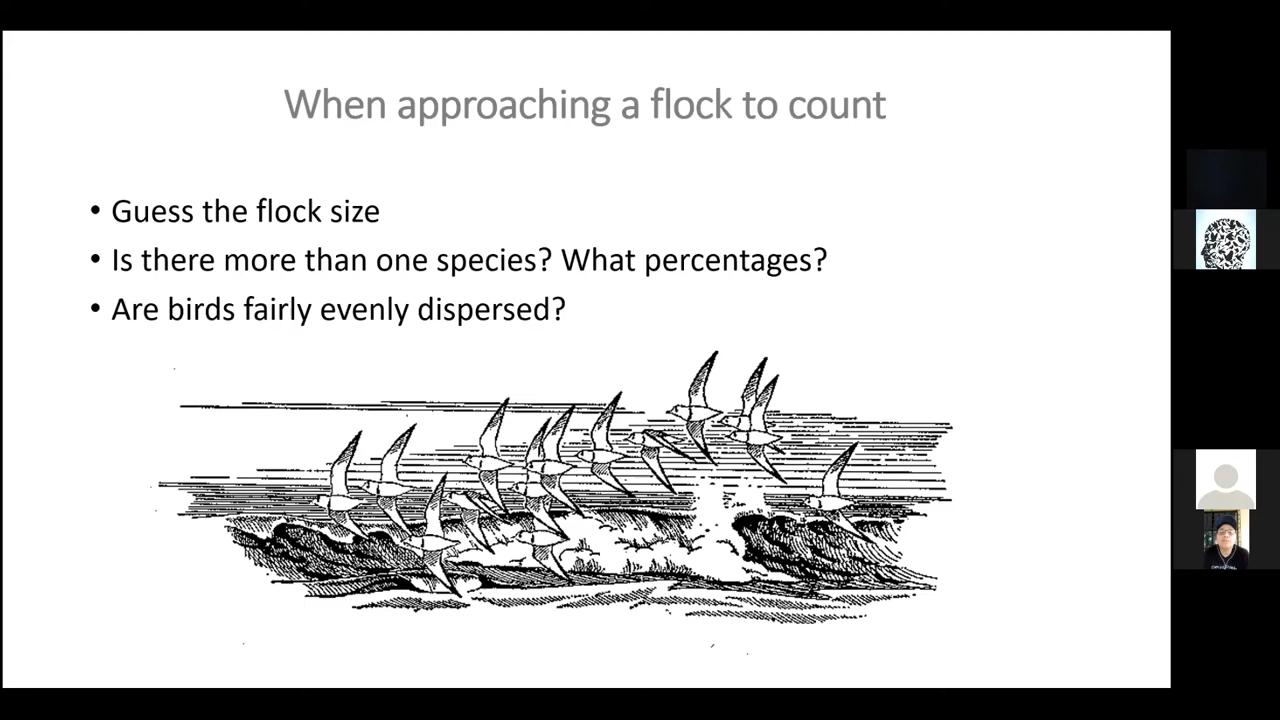 When approaching a flock to count
• Guess the flock size
• Is there more than one species? What percentages?
• Are birds fairly evenly dispersed?